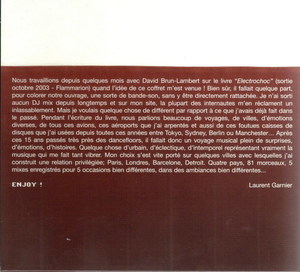 Nous travaillions depuis quelques mois avec David Brun-Lambert sur le livre "Electrochoc" (sortie
octobre 2003 - Flammarion) quand l'idée de ce coffret m'est venue ! Bien sûr, il fallait quelque part,
pour colorer notre ouvrage, une sorte de bande-son, sans y être directement rattachée. Je n'ai sorti
aucun DJ mix depuis longtemps et sur mon site, la plupart des internautes m'en réclament un
inlassablement. Mais je voulais quelque chose de différent par rapport à ce que j'avais déjà fait dans
le passé. Pendant l'écriture du livre, nous parlions beaucoup de voyages, de villes, d'émotions
diverses, de tous ces avions, ces aéroports que j'ai arpentés et aussi de ces foutues caisses de
disques que j'ai usées depuis toutes ces années entre Tokyo, Sydney, Berlin ou Manchester... Après
ces 15 ans passés très près des dancefloors, il fallait donc un voyage musical plein de surprises,
d'émotions, d'histoires. Quelque chose d'urbain, d'éclectique, d'intemporel représentant vraiment la
musique qui me fait tant vibrer. Mon choix s'est vite porté sur quelques villes avec lesquelles j'ai
construit une relation privilégiée; Paris, Londres, Barcelone, Detroit. Quatre pays, 81 morceaux, 5
mixes enregistrés pour 5 occasions bien différentes, dans des ambiances bien différentes...
ENJOY !
Laurent Garnier